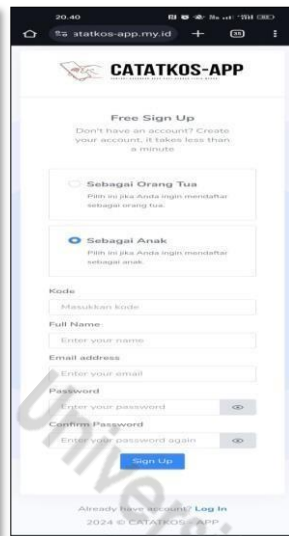 20.40
atatkos-app.my.id
35
CATATKOS-APP
Free Sign Up
Don't have an account? Create
your account, it takes less than
a minute
Sebagai Orang Tua
Pilih ini jika Anda ingin mendaftar
sebagai orang tua.
Sebagai Anak
Pilih ini jika Anda ingin mendaftar
sebagai anak.
Kode
Masukkan kode
Full Name
Enter your name
Email address
Enter your email
Password
Enter your password
Confirm Password
Enter your password again
Sign Up
Already have account? Log In
2024 © CATATKOS - APP
Universi